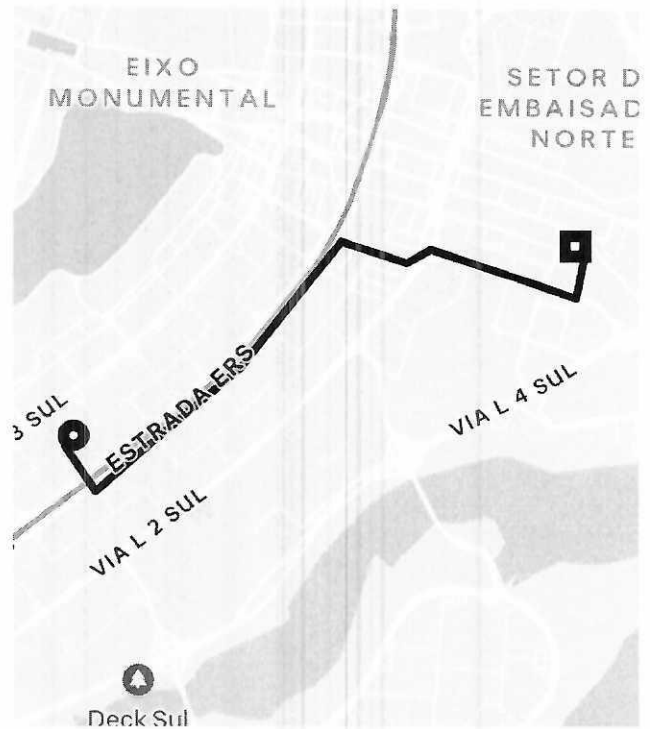 EIXO
MONUMENTAL
SETOR D
EMBAISAD
NORTE
ESTRADA ERS
3 SUL
VIA L 4 SUL
VIA L 2 SUL
Deck Sul